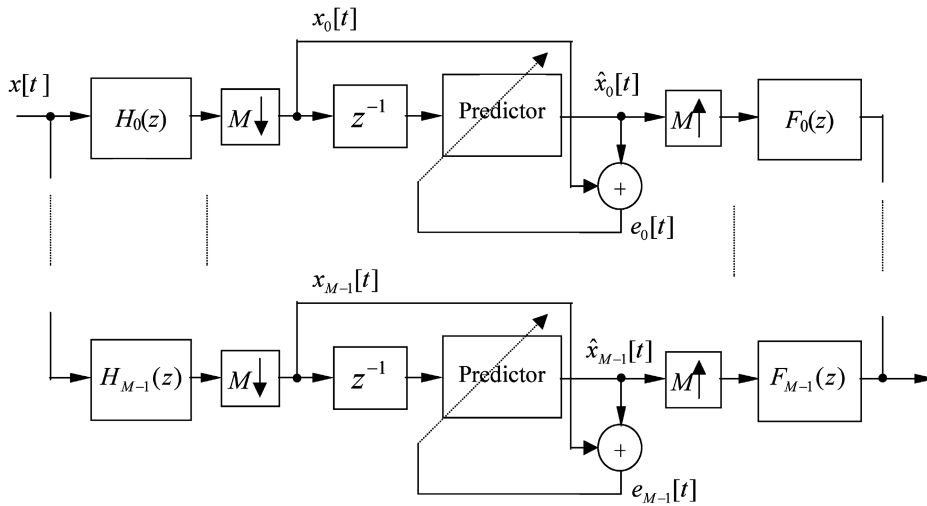 x₀[t]
x[t]
H₀(z)
M
z⁻¹
Predictor
x̂₀[t]
M
F₀(z)
+
e₀[t]
x_{M−1}[t]
H_{M−1}(z)
M
z⁻¹
Predictor
x̂_{M−1}[t]
M
F_{M−1}(z)
+
e_{M−1}[t]